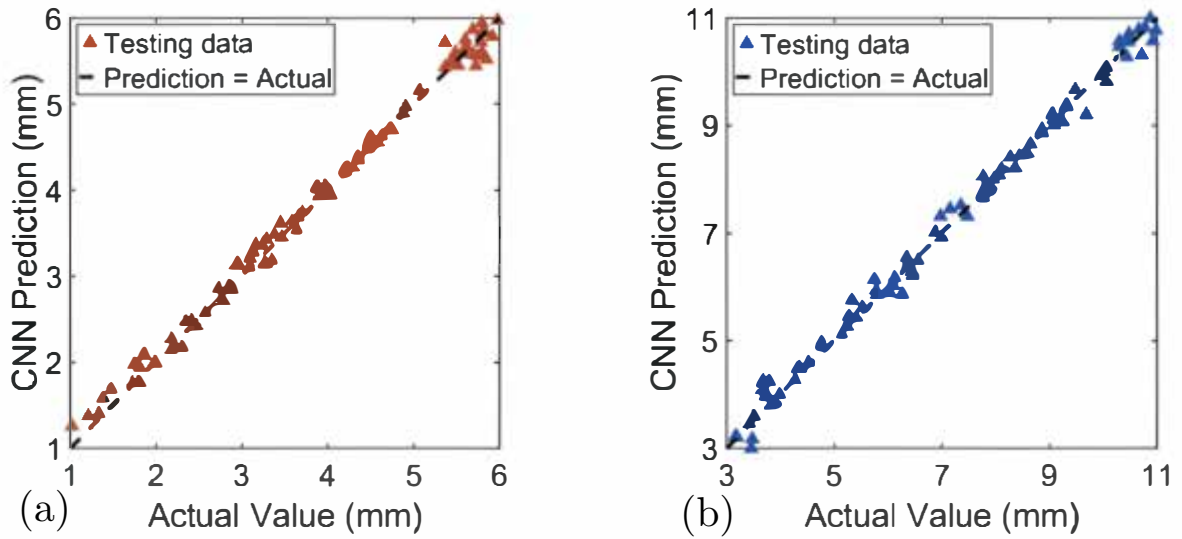 Testing data
Prediction = Actual
CNN Prediction (mm)
6
5
4
3
2
1
1 2 3 4 5 6
Actual Value (mm)
(a)
Testing data
Prediction = Actual
CNN Prediction (mm)
11
9
7
5
3
3 5 7 9 11
Actual Value (mm)
(b)